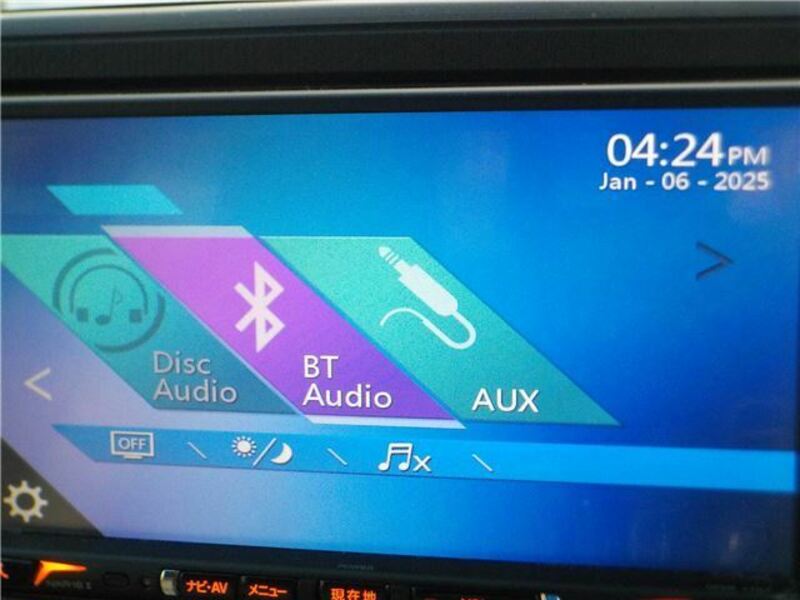 04:24PM
Jan - 06 - 2025
Disc
Audio
BT
Audio
AUX
OFF
ナビ・AV
メニュー
現在地